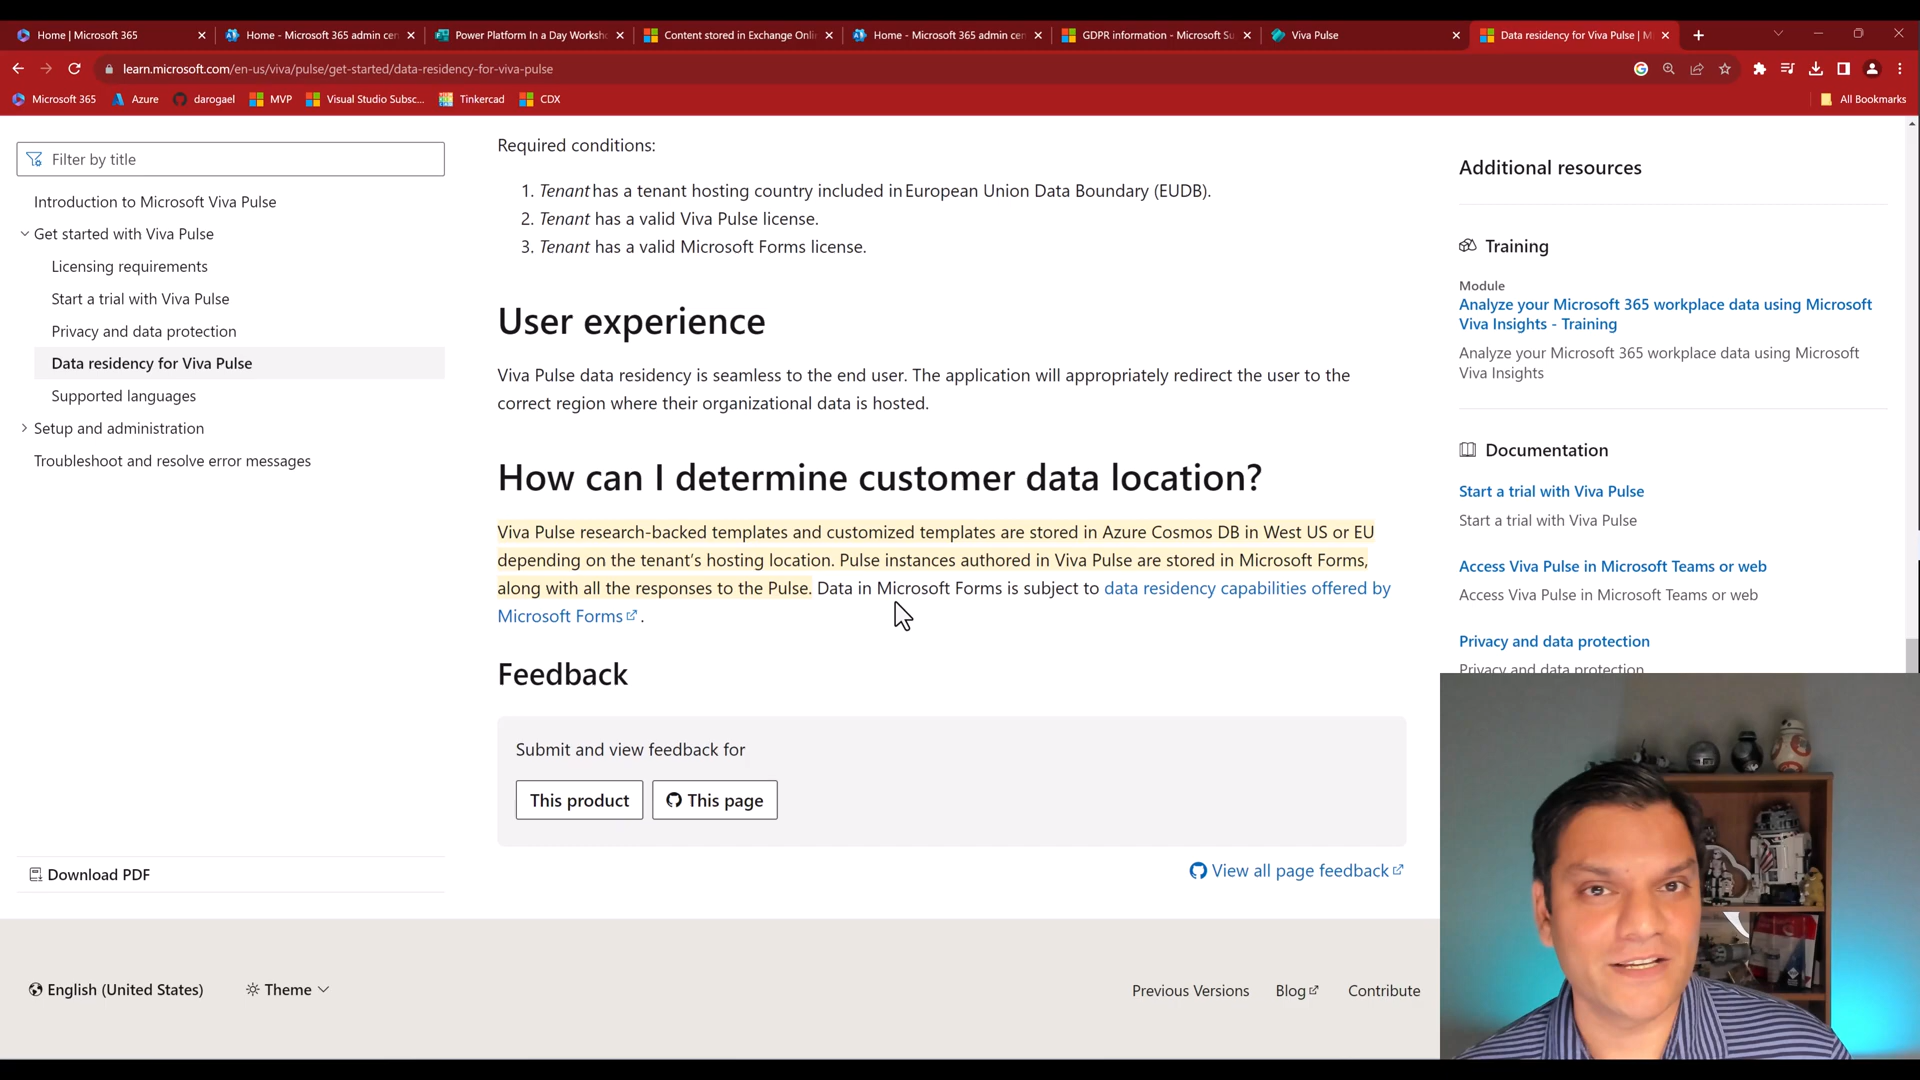 Home | Microsoft 365
Home - Microsoft 365 admin cen
Power Platform In a Day Worksho
Content stored in Exchange Onli
Home - Microsoft 365 admin cen
GDPR information - Microsoft Su
Viva Pulse
Data residency for Viva Pulse | M
learn.microsoft.com/en-us/viva/pulse/get-started/data-residency-for-viva-pulse
Microsoft 365
Azure
darogael
MVP
Visual Studio Subsc...
Tinkercad
CDX
All Bookmarks
Filter by title
Introduction to Microsoft Viva Pulse
Get started with Viva Pulse
Licensing requirements
Start a trial with Viva Pulse
Privacy and data protection
Data residency for Viva Pulse
Supported languages
Setup and administration
Troubleshoot and resolve error messages
Download PDF
Required conditions:
1. Tenant has a tenant hosting country included in European Union Data Boundary (EUDB).
2. Tenant has a valid Viva Pulse license.
3. Tenant has a valid Microsoft Forms license.
User experience
Viva Pulse data residency is seamless to the end user. The application will appropriately redirect the user to the
correct region where their organizational data is hosted.
How can I determine customer data location?
Viva Pulse research-backed templates and customized templates are stored in Azure Cosmos DB in West US or EU
depending on the tenant's hosting location. Pulse instances authored in Viva Pulse are stored in Microsoft Forms,
along with all the responses to the Pulse. Data in Microsoft Forms is subject to data residency capabilities offered by
Microsoft Forms .
Feedback
Submit and view feedback for
This product
This page
View all page feedback
Additional resources
Training
Module
Analyze your Microsoft 365 workplace data using Microsoft
Viva Insights - Training
Analyze your Microsoft 365 workplace data using Microsoft
Viva Insights
Documentation
Start a trial with Viva Pulse
Start a trial with Viva Pulse
Access Viva Pulse in Microsoft Teams or web
Access Viva Pulse in Microsoft Teams or web
Privacy and data protection
Privacy and data protection
English (United States)
Theme
Previous Versions
Blog
Contribute